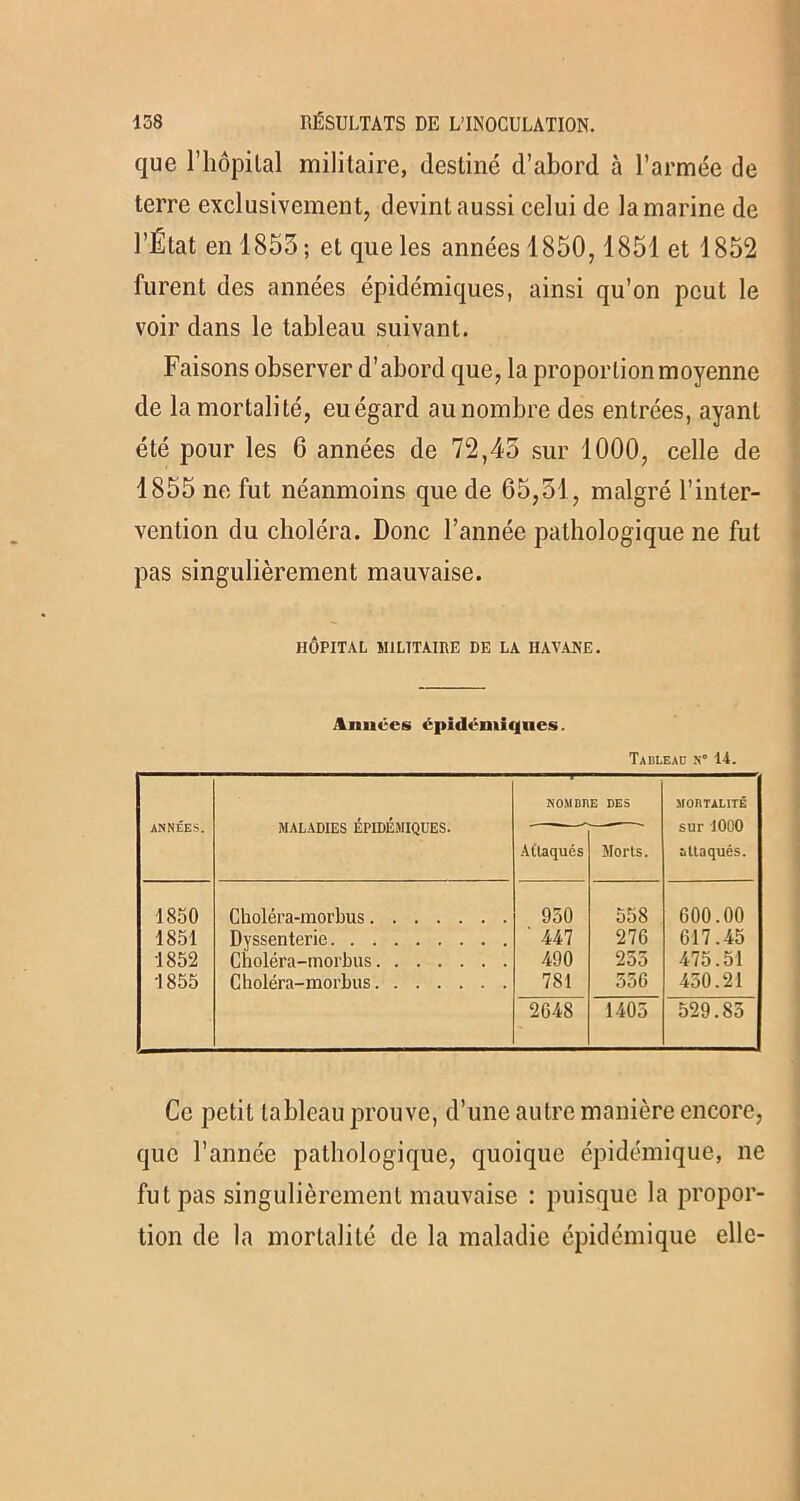 138 RÉSULTATS DE L'INOCULATION.
que l'hôpital militaire, destiné d'abord à l'armée de
terre exclusivement, devint aussi celui de la marine de
l'État en 1853; et que les années 1850, 1851 et 1852
furent des années épidémiques, ainsi qu'on peut le
voir dans le tableau suivant.
Faisons observer d'abord que, la proportion moyenne
de la mortalité, eu égard au nombre des entrées, ayant
été pour les 6 années de 72,43 sur 1000, celle de
1855 ne fut néanmoins que de 65,31, malgré l'inter-
vention du choléra. Donc l'année pathologique ne fut
pas singulièrement mauvaise.
HÔPITAL MILITAIRE DE LA HAVANE.
Années épidémiques.
TABLEAU N° 14.
ANNÉES. MALADIES ÉPIDÉMIQUES. NOMBRE DES MORTALITÉ
sur 1000
Attaqués Morts. attaqués.
1850 Choléra-morbus....... 930 558 600.00
1851 Dyssenterie......... 447 276 617.45
1852 Choléra-morbus....... 490 233 475.51
1855 Choléra-morbus....... 781 336 430.21
2648 1403 529.83
Ce petit tableau prouve, d'une autre manière encore,
que l'année pathologique, quoique épidémique, ne
fut pas singulièrement mauvaise : puisque la propor-
tion de la mortalité de la maladie épidémique elle-